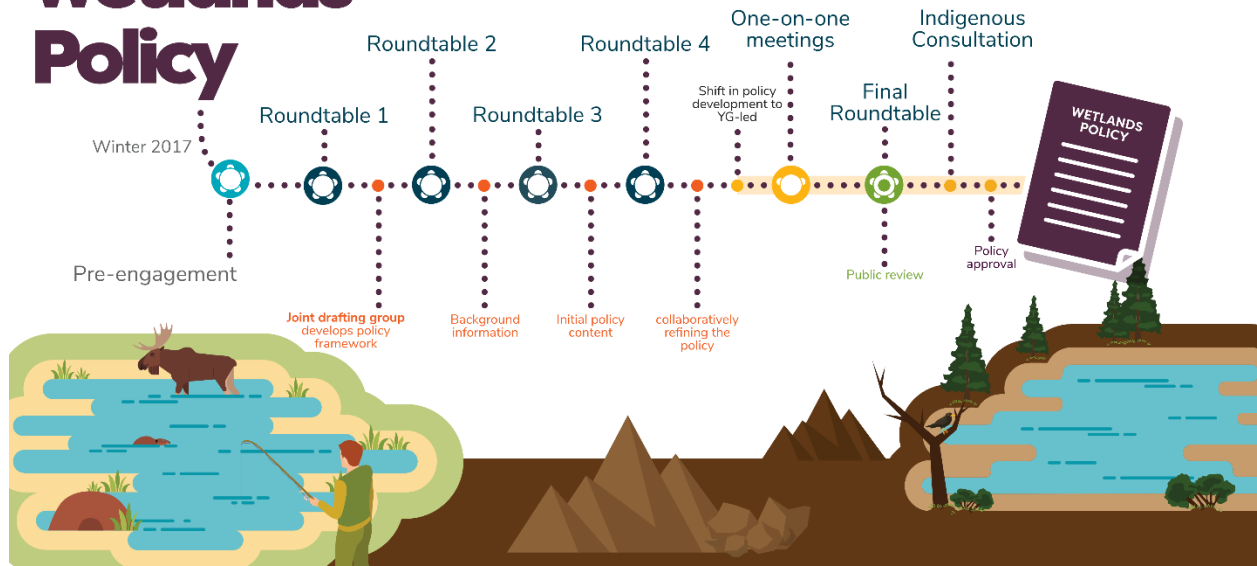 Wetlands
Policy
Winter 2017
Pre-engagement
Roundtable 1
Joint drafting group
develops policy
framework
Roundtable 2
Background
information
Roundtable 3
Initial policy
content
Roundtable 4
collaboratively
refining the
policy
Shift in policy
development to
YG-led
One-on-one
meetings
Final
Roundtable
Public review
Indigenous
Consultation
Policy
approval
WETLANDS
POLICY